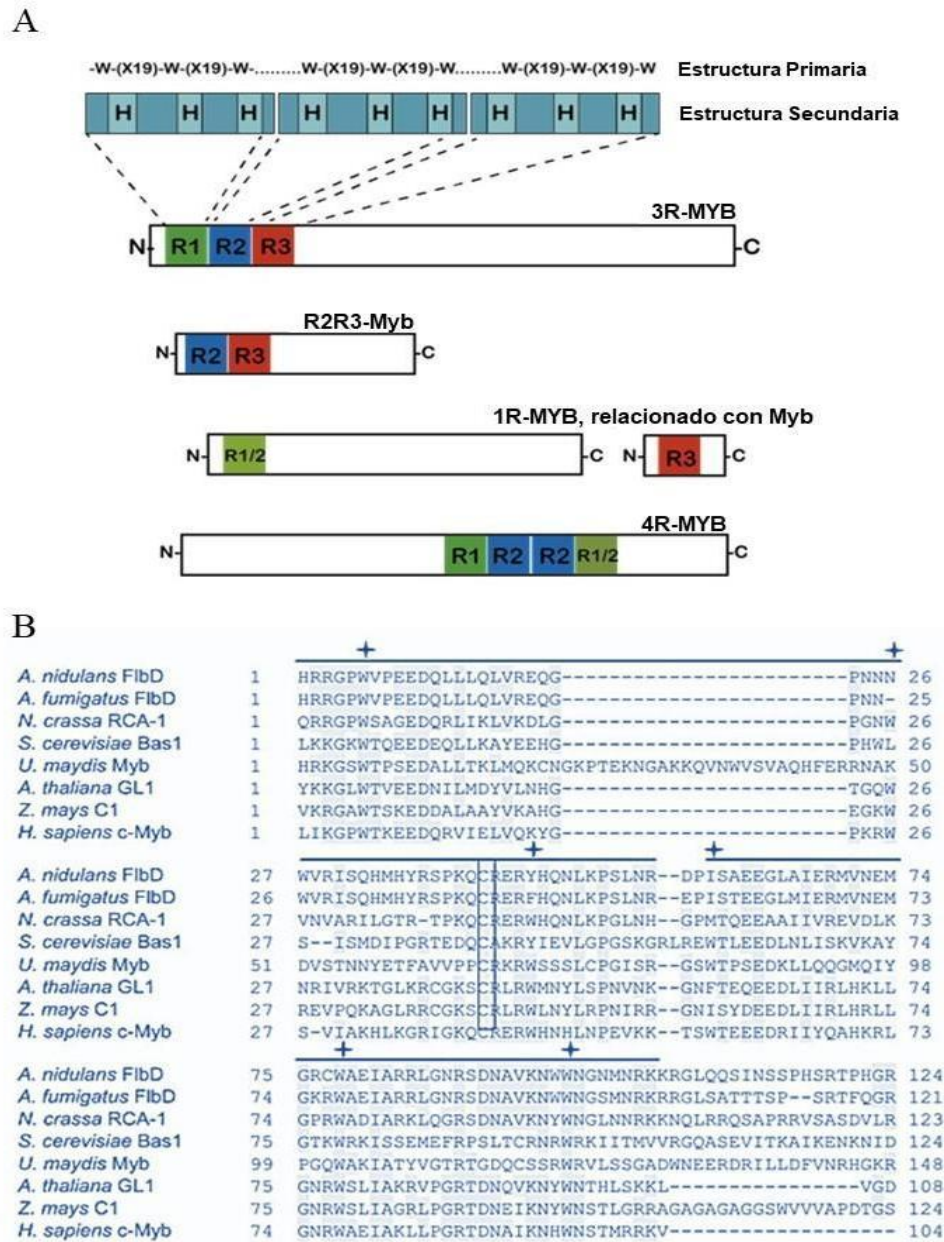 A
-W-(X19)-W-(X19)-W-.........W-(X19)-W-(X19)-W.........W-(X19)-W-(X19)-W Estructura Primaria
H H H H H H H H H Estructura Secundaria
3R-MYB
N- R1 R2 R3 -C
R2R3-Myb
N- R2 R3 -C
1R-MYB, relacionado con Myb
N- R1/2 -C N- R3 -C
4R-MYB
N- R1 R2 R2 R1/2 -C
B
A. nidulans FlbD 1 HRRGPWVPEEDQLLLQLVREQG-----------------------------PNNN 26
A. fumigatus FlbD 1 HRRGPWVPEEDQLLLQLVREQG-----------------------------PNN- 25
N. crassa RCA-1 1 QRRGPWSAGEDQRLIKLVKDLG-----------------------------PGNW 26
S. cerevisiae Bas1 1 LKKGKWTQEEDEQLLKAYEEHG-----------------------------PHWL 26
U. maydis Myb 1 HRKGSWTPSEDALLTKLMQKCNGKPTEKNGAKKQVNWVSVAQHFERRNAK 50
A. thaliana GL1 1 YKKGLWTVEEDNILMDYVLNHG-----------------------------TGQW 26
Z. mays C1 1 VKRGAWTSKEDDALAAYVKAHG-----------------------------EGKW 26
H. sapiens c-Myb 1 LIKGPWTKEEDQRVIELVQKYG-----------------------------PKRW 26
A. nidulans FlbD 27 WVRISQHMHYRSPKQCRERYHQNLKPSLNR--DPISAEEGLAIERMVNEM 74
A. fumigatus FlbD 26 WVRISQHMHYRSPKQCRERFHQNLKPSLNR--EPISTEEGLMIERMVNEM 73
N. crassa RCA-1 27 VNVARILGTR-TPKQCRERWHQNLKPGLNH--GPMTQEEAAIIVREVDLK 73
S. cerevisiae Bas1 27 S--ISMDIPGRTEDQCAKRYIEVLGPGSKGRLREWTLEEDLNLISKVKAY 74
U. maydis Myb 51 DVSTNNYETFAVVPPCRKRWSSSLCPGISR--GSWTPSEDKLLQQGMQIY 98
A. thaliana GL1 27 NRIVRKTGLKRCGKSCRLRWMNYLSPNVNK--GNFTEQEEDLIIRLHKLL 74
Z. mays C1 27 REVPQKAGLRRCGKSCRLRWLNYLRPNIRR--GNISYDEEDLIIRLHRLL 74
H. sapiens c-Myb 27 S-VIAKHLKGRIGKQCRERWHNHLNPEVKK--TSWTEEEDRIIYQAHKRL 73
A. nidulans FlbD 75 GRCWAEIARRLGNRSDNAVKNWWNGNMNRKKRGLQQSINSSPHSRTPHGR 124
A. fumigatus FlbD 74 GKRWAEIARRLGNRSDNAVKNWWNGSMNRKRRGLSATTTSP--SRTFQGR 121
N. crassa RCA-1 74 GPRWADIARKLQGRSDNAVKNYWNGLNNRKKNQLRRQSAPRRVSASDVLR 123
S. cerevisiae Bas1 75 GTKWRKISSEMEFRPSLTCRNRWRKIITMVVRGQASEVITKAIKENKNID 124
U. maydis Myb 99 PGQWAKIATYVGTRTGDQCSSRWRVLSSGADWNEERDRILLDFVNRHGKR 148
A. thaliana GL1 75 GNRWSLIAKRVPGRTDNQVKNYWNTHLSKKL----------------VGD 108
Z. mays C1 75 GNRWSLIAGRLPGRTDNEIKNYWNSTLGRRAGAGAGAGGSWVVVAPDTGS 124
H. sapiens c-Myb 74 GNRWAEIAKLLPGRTDNAIKNHWNSTMRRKV------------------- 104